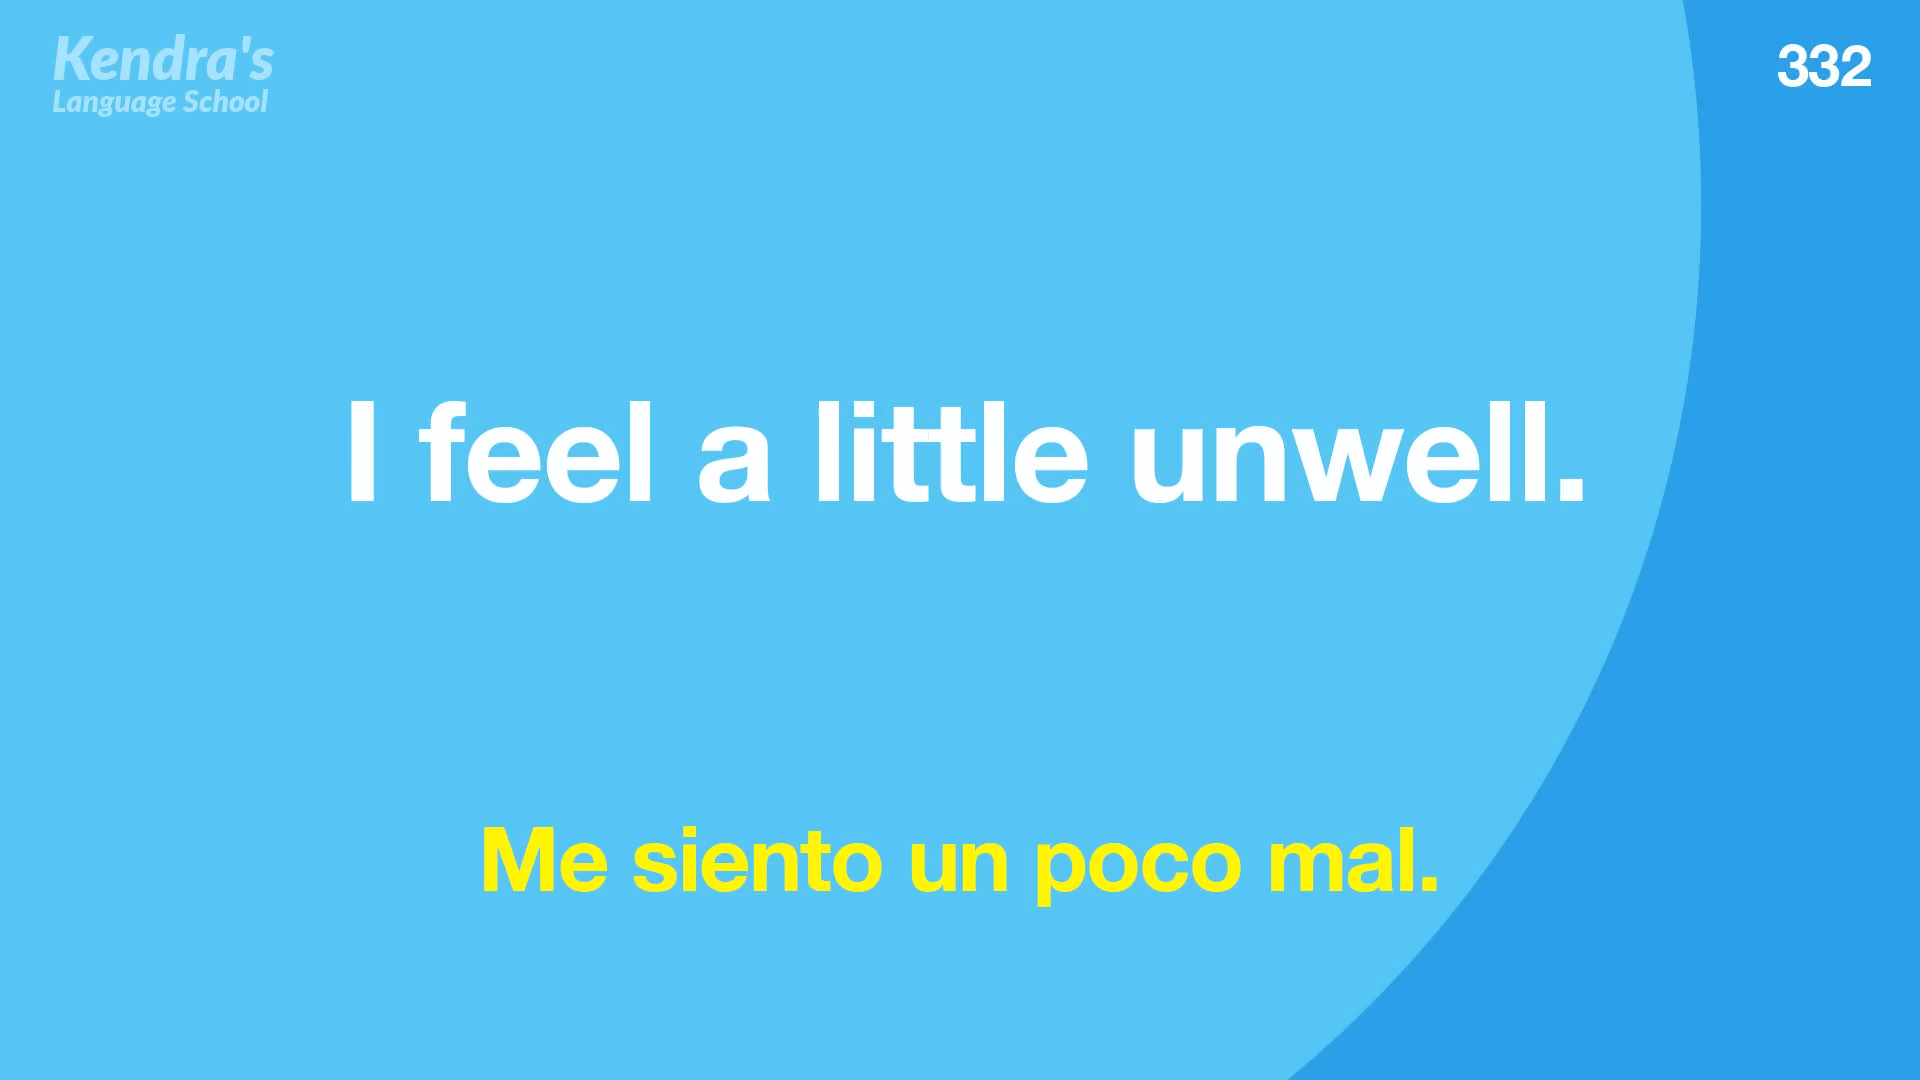 Kendra's
Language School
332
I feel a little unwell.
Me siento un poco mal.